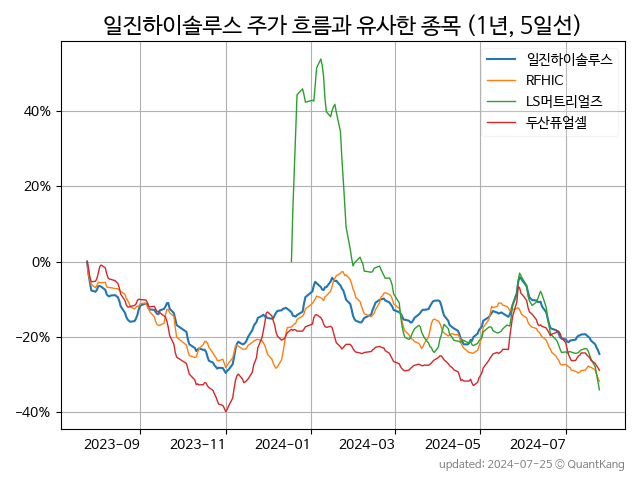 일진하이솔루스 주가 흐름과 유사한 종목 (1년, 5일선)
일진하이솔루스
RFHIC
LS머트리얼즈
두산퓨얼셀
40%
20%
0%
−20%
−40%
2023−09
2023−11
2024−01
2024−03
2024−05
2024−07
updated: 2024-07-25 © QuantKang